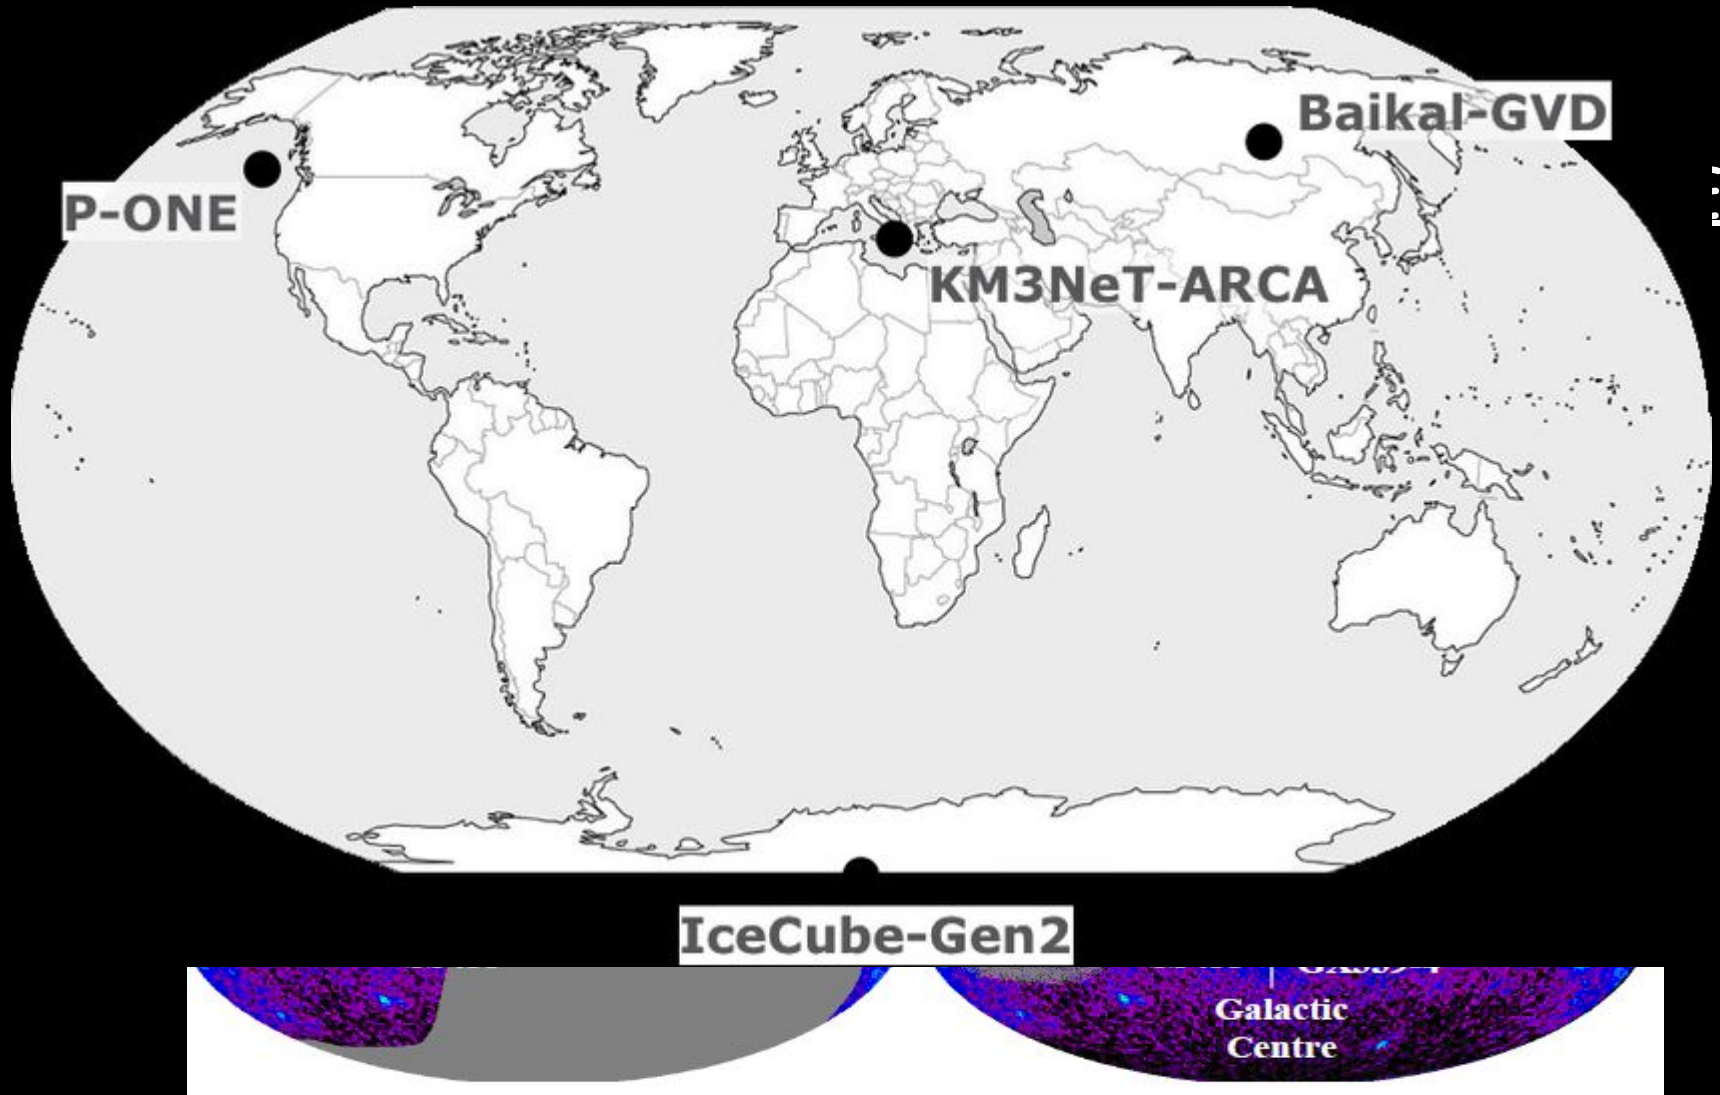 Baikal-GVD
P-ONE
KM3NeT-ARCA
IceCube-Gen2
Galactic
Centre